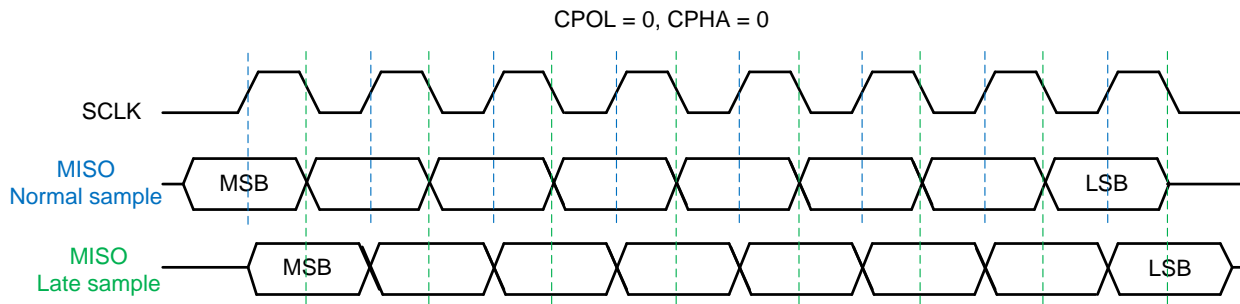 CPOL = 0, CPHA = 0
SCLK
MISO
Normal sample
MSB
LSB
MISO
Late sample
MSB
LSB